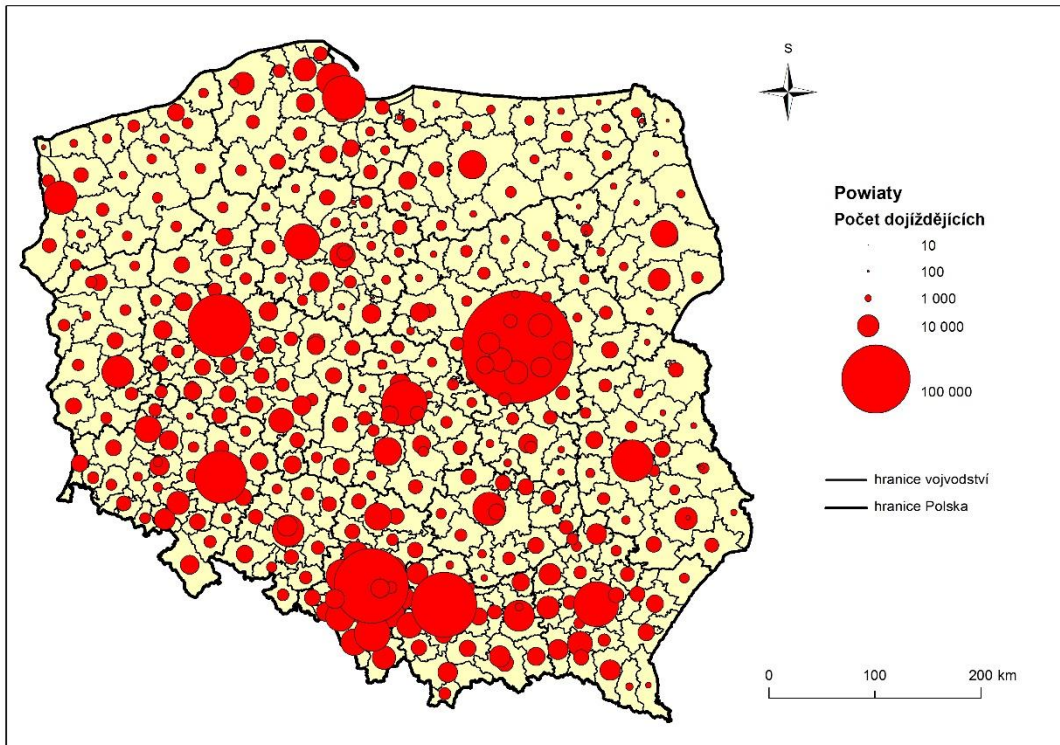 S
Powiaty
Počet dojíždějících
10
100
1 000
10 000
100 000
hranice vojvodství
hranice Polska
0 100 200 km